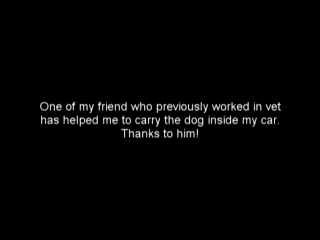 One of my friend who previously worked in vet
has helped me to carry the dog inside my car.
Thanks to him!